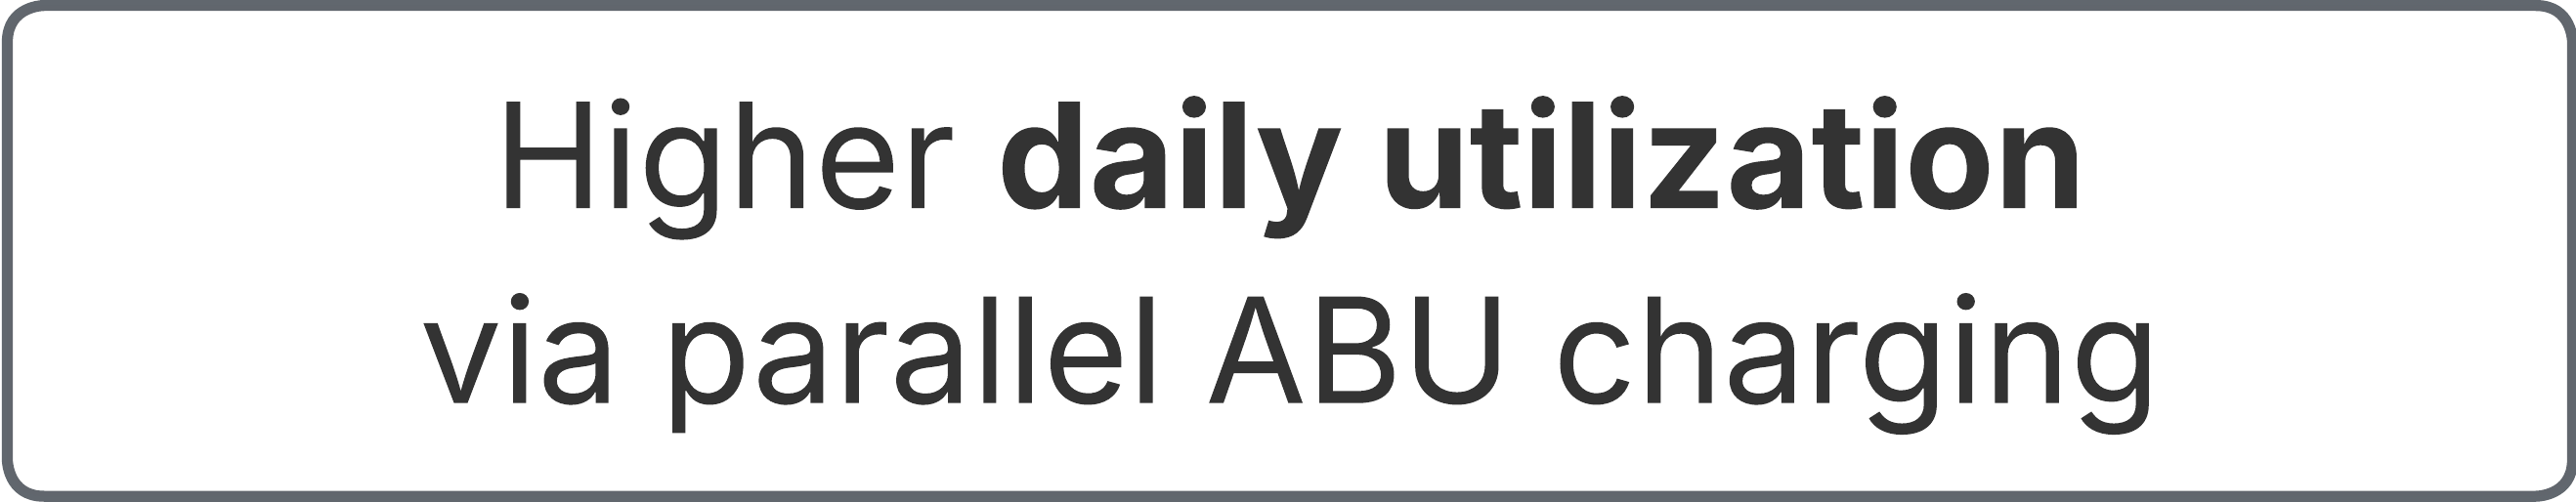 Higher daily utilization
via parallel ABU charging